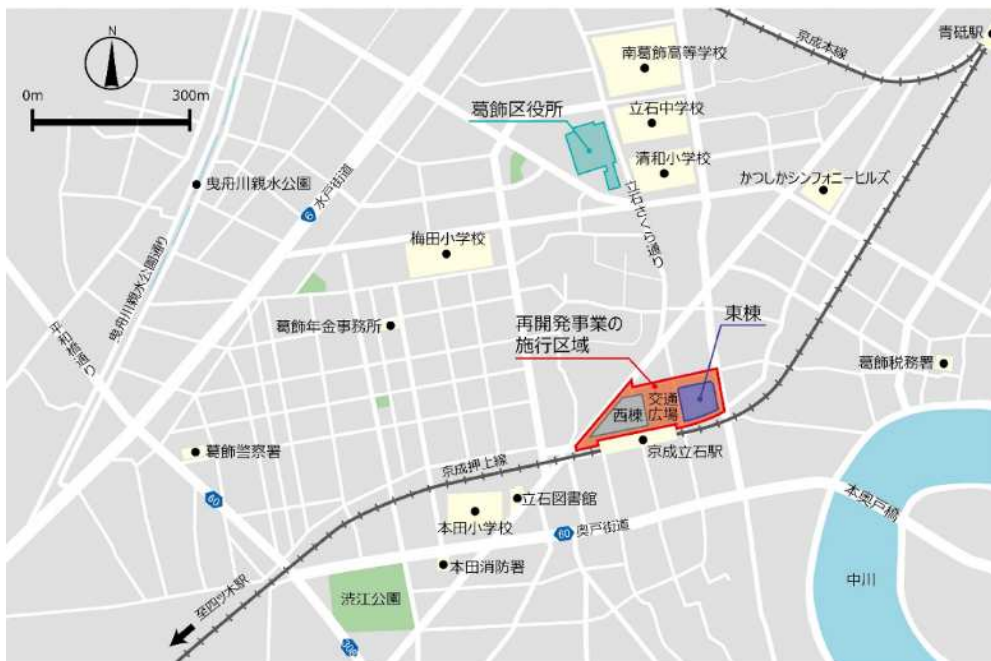 N
0m
300m
青砥駅
京成本線
南葛飾高等学校
葛飾区役所
立石中学校
清和小学校
曳舟川親水公園
かつしかシンフォニーヒルズ
6
水戸街道
立石さくら通り
梅田小学校
曳舟川親水公園通り
平和橋通り
葛飾年金事務所
再開発事業の
施行区域
東棟
葛飾税務署
交通
広場
西棟
京成立石駅
葛飾警察署
京成押上線
60
立石図書館
本田小学校
60
奥戸街道
本奥戸橋
本田消防署
中川
渋江公園
至四ツ木駅